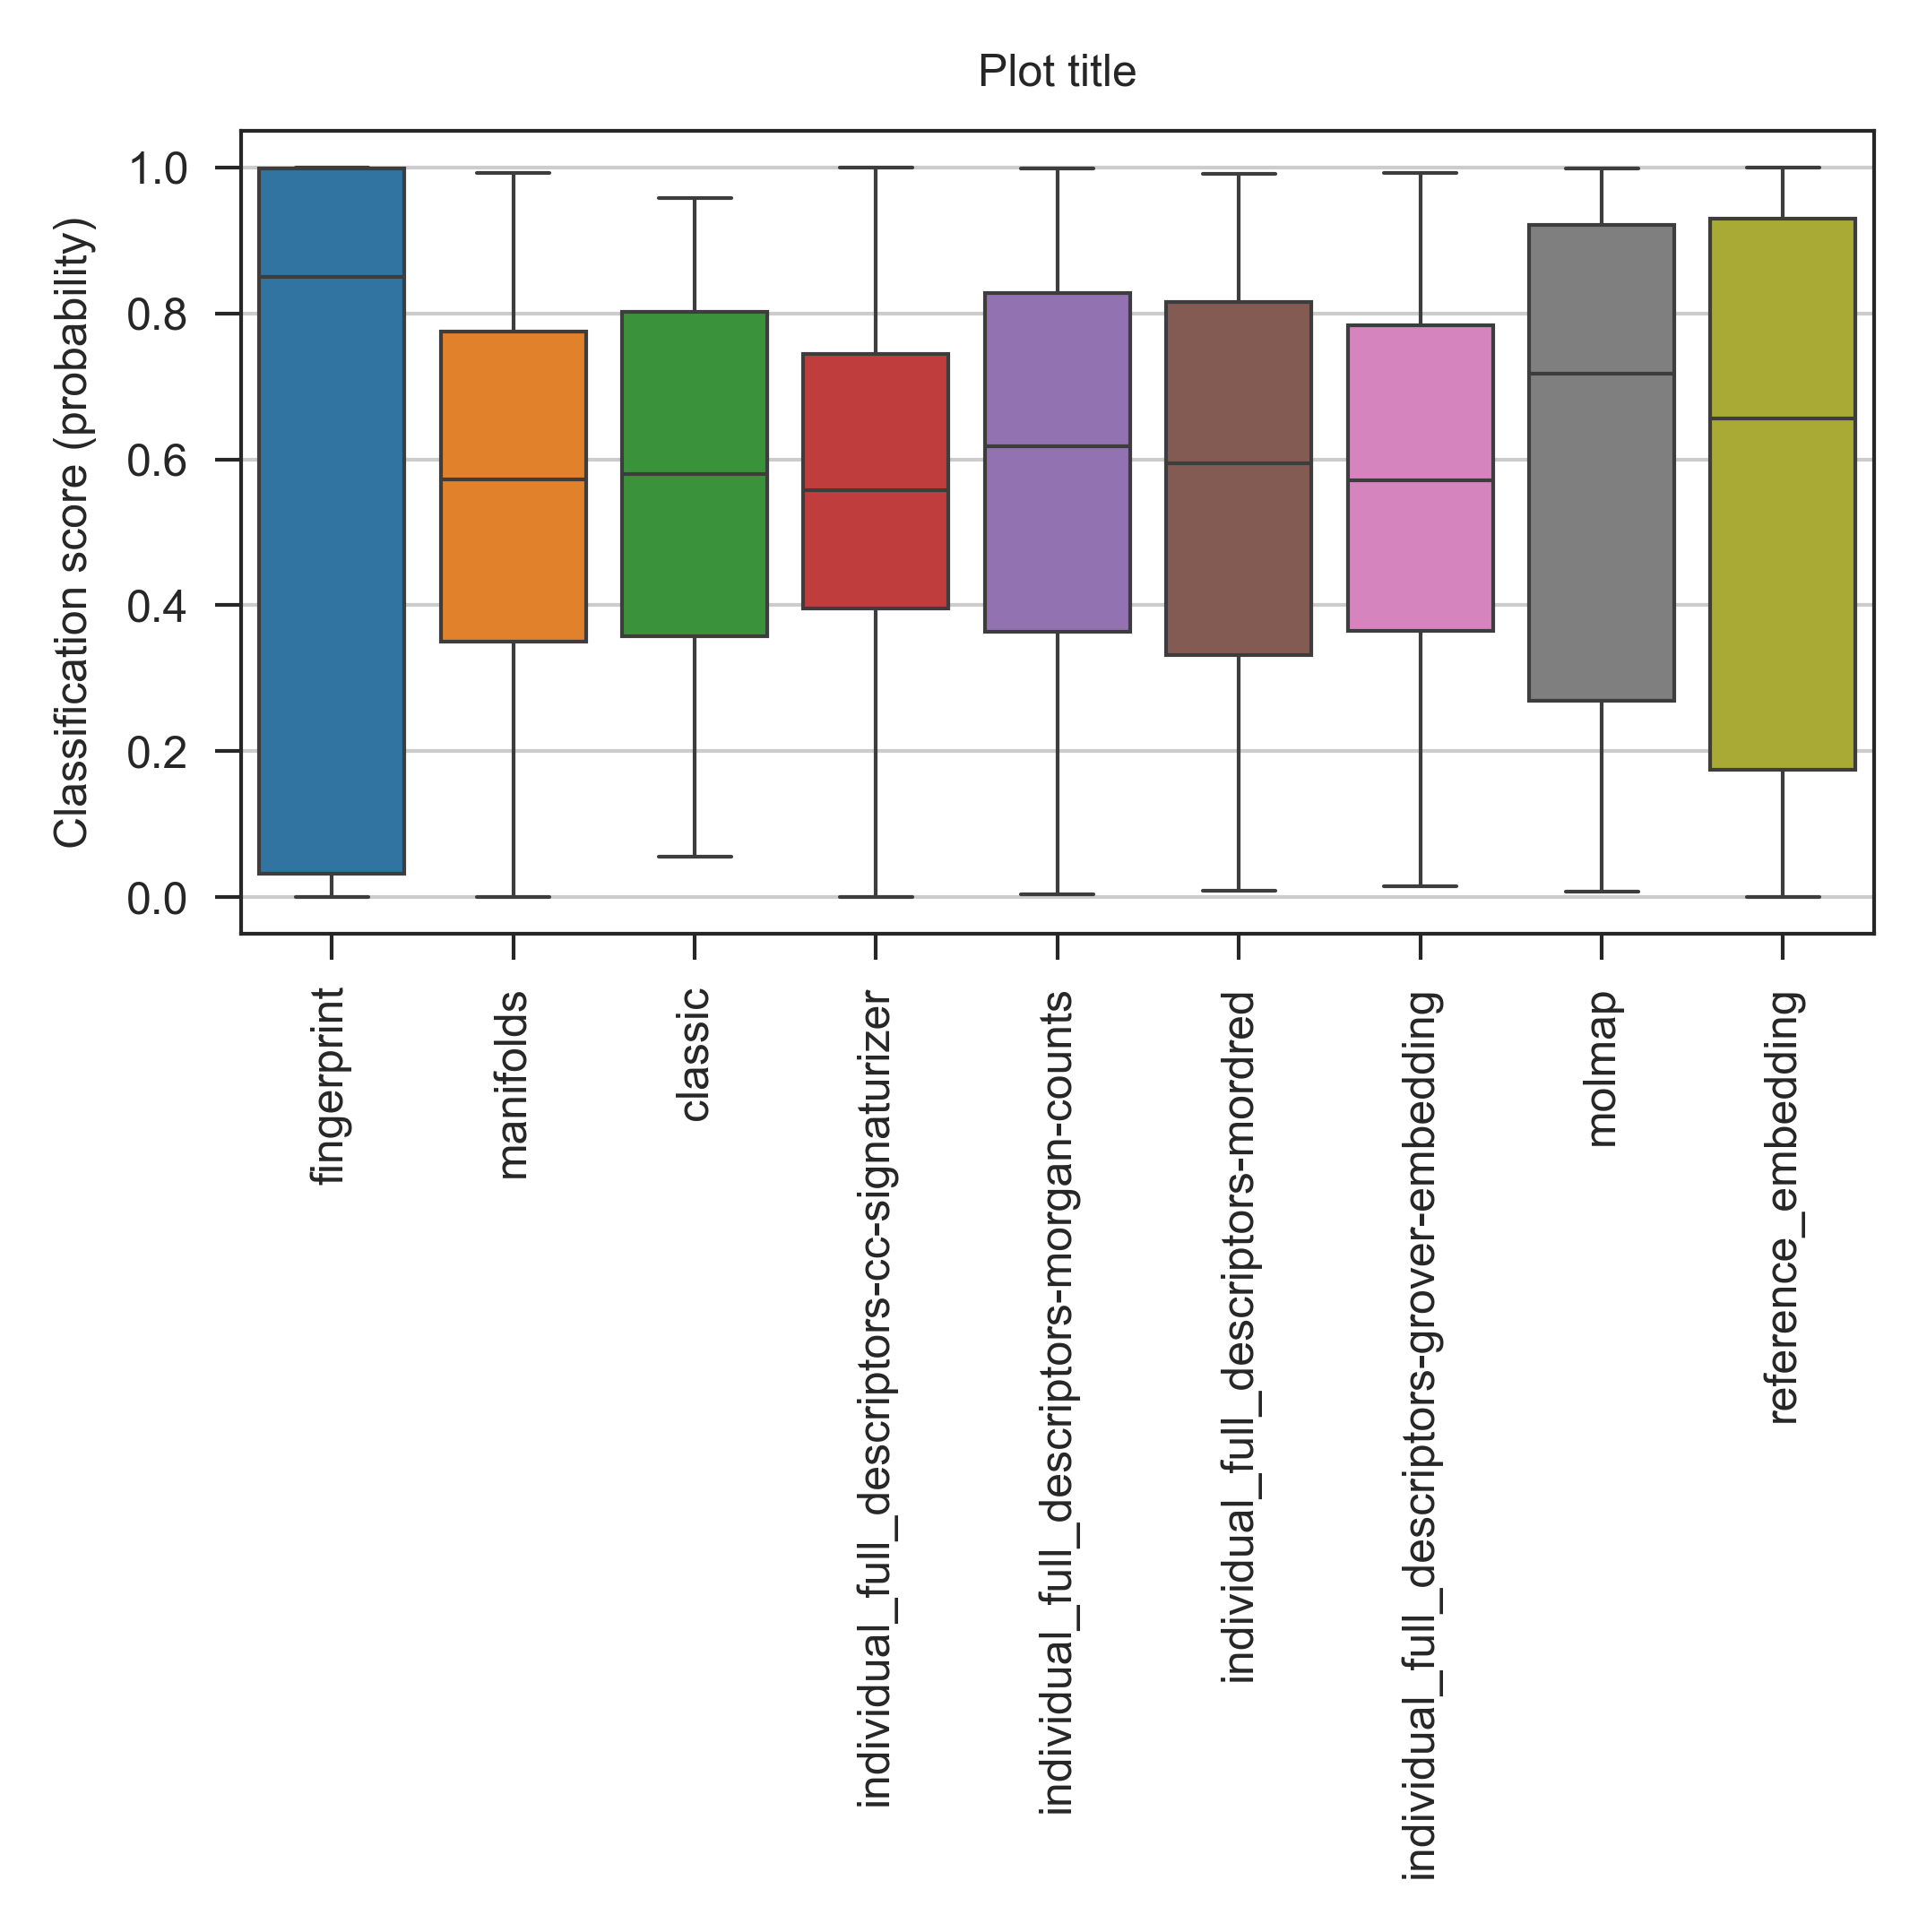 Plot title
Classification score (probability)
1.0
0.8
0.6
0.4
0.2
0.0
fingerprint
manifolds
classic
individual_full_descriptors-cc-signaturizer
individual_full_descriptors-morgan-counts
individual_full_descriptors-mordred
individual_full_descriptors-grover-embedding
molmap
reference_embedding